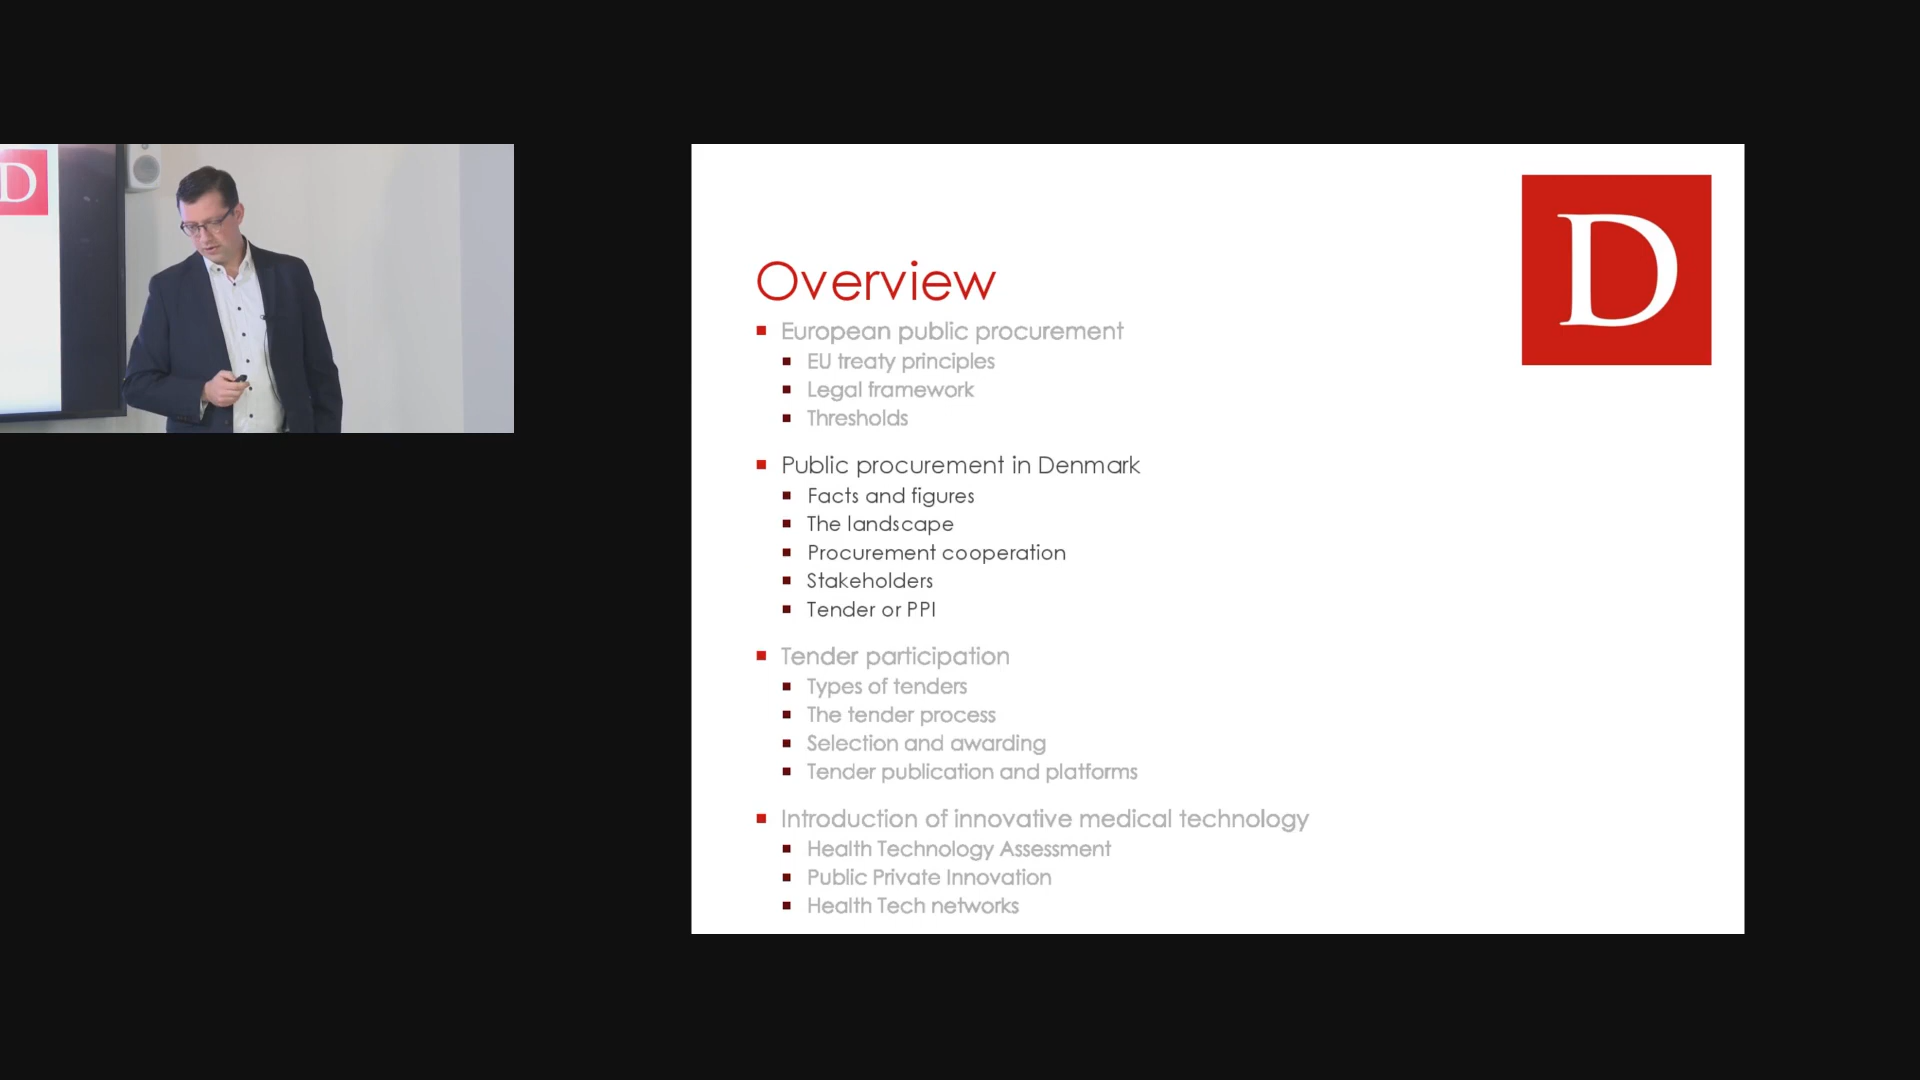 D
D
Overview
European public procurement
EU treaty principles
Legal framework
Thresholds
Public procurement in Denmark
Facts and figures
The landscape
Procurement cooperation
Stakeholders
Tender or PPI
Tender participation
Types of tenders
The tender process
Selection and awarding
Tender publication and platforms
Introduction of innovative medical technology
Health Technology Assessment
Public Private Innovation
Health Tech networks